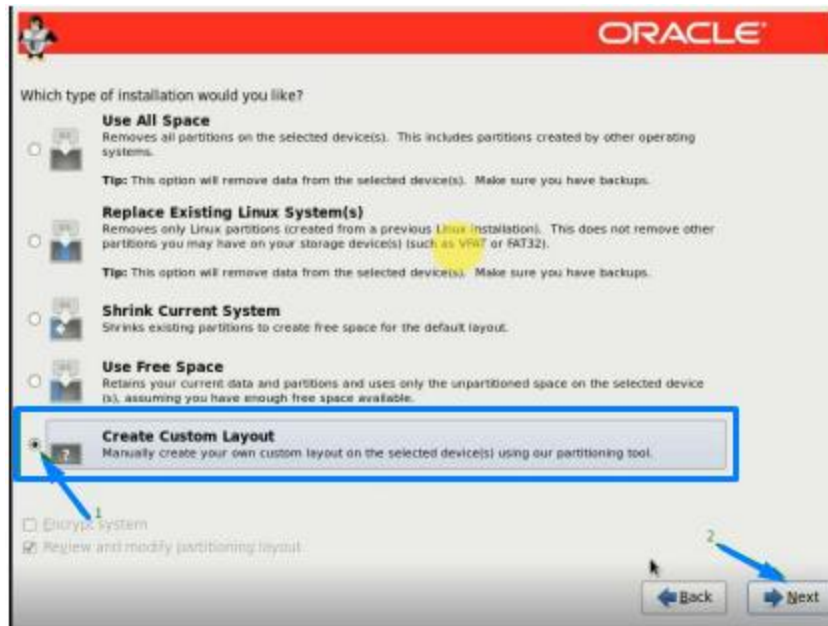 ORACLE
Which type of installation would you like?
Use All Space
Removes all partitions on the selected device(s). This includes partitions created by other operating
systems.
Tip: This option will remove data from the selected device(s). Make sure you have backups.
Replace Existing Linux System(s)
Removes only Linux partitions (created from a previous Linux installation). This does not remove other
partitions you may have on your storage device(s) (such as VFAT or FAT32).
Tip: This option will remove data from the selected device(s). Make sure you have backups.
Shrink Current System
Shrinks existing partitions to create free space for the default layout.
Use Free Space
Retains your current data and partitions and uses only the unpartitioned space on the selected device
(s), assuming you have enough free space available.
Create Custom Layout
Manually create your own custom layout on the selected device(s) using our partitioning tool.
1
Encrypt system
Review and modify partitioning layout
2
Back
Next